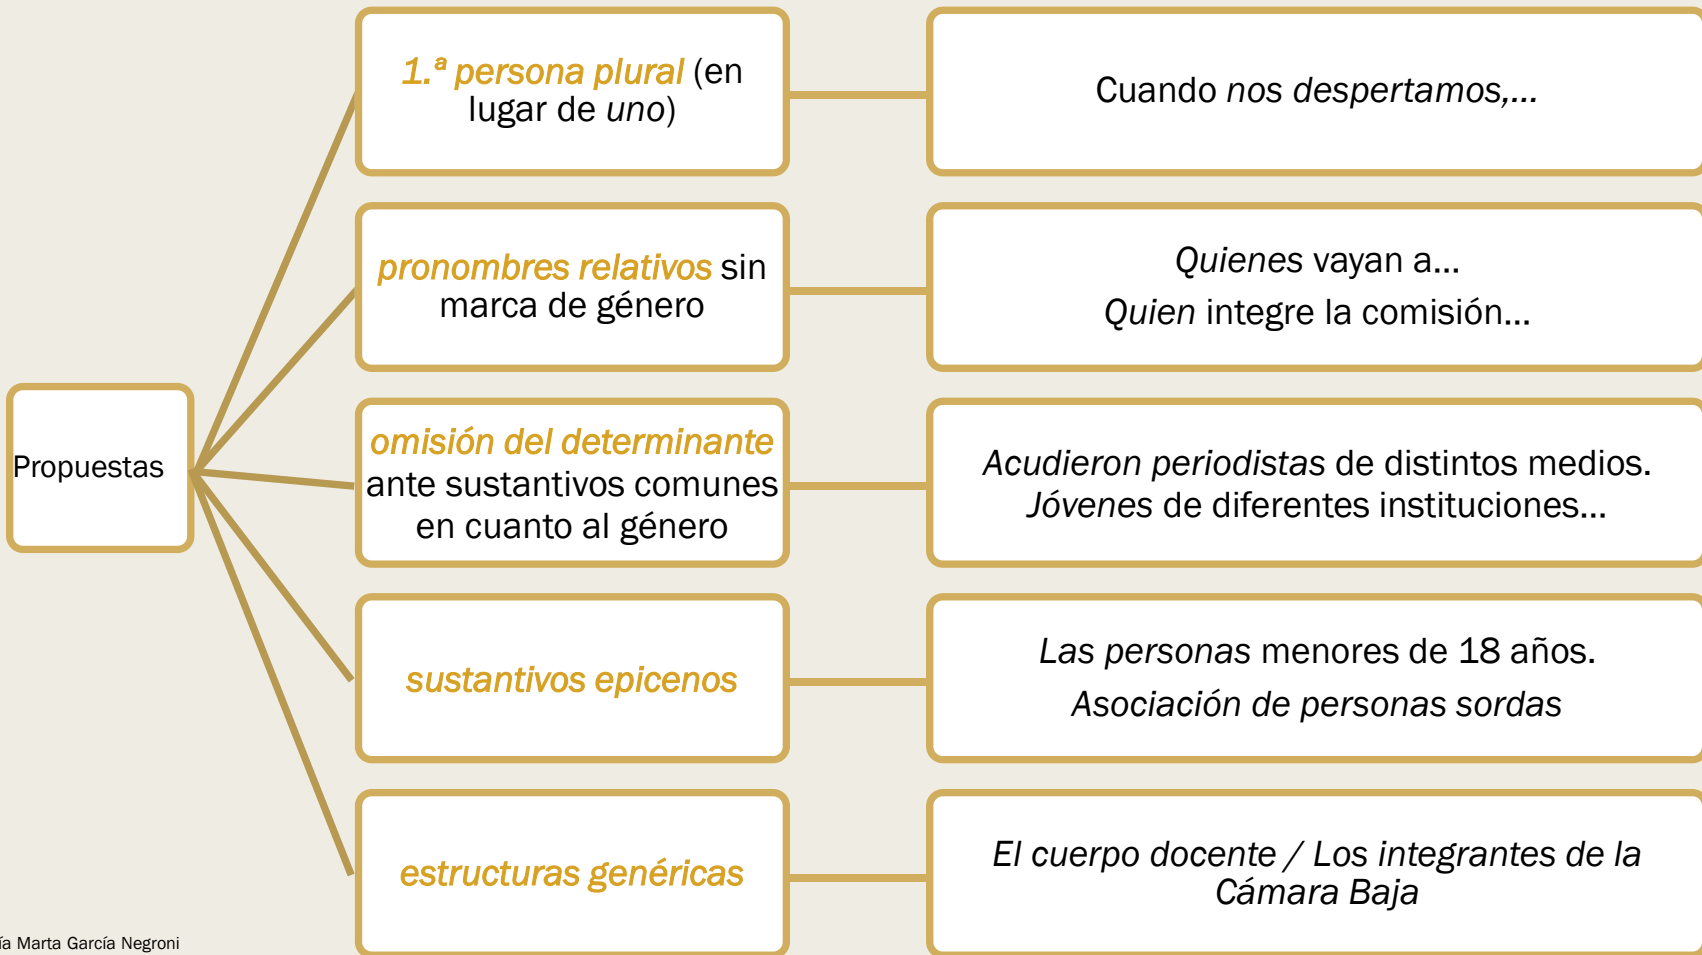 Propuestas
1.ª persona plural (en
lugar de uno)
Cuando nos despertamos,...
pronombres relativos sin
marca de género
Quienes vayan a...
Quien integre la comisión...
omisión del determinante
ante sustantivos comunes
en cuanto al género
Acudieron periodistas de distintos medios.
Jóvenes de diferentes instituciones...
sustantivos epicenos
Las personas menores de 18 años.
Asociación de personas sordas
estructuras genéricas
El cuerpo docente / Los integrantes de la
Cámara Baja
ía Marta García Negroni